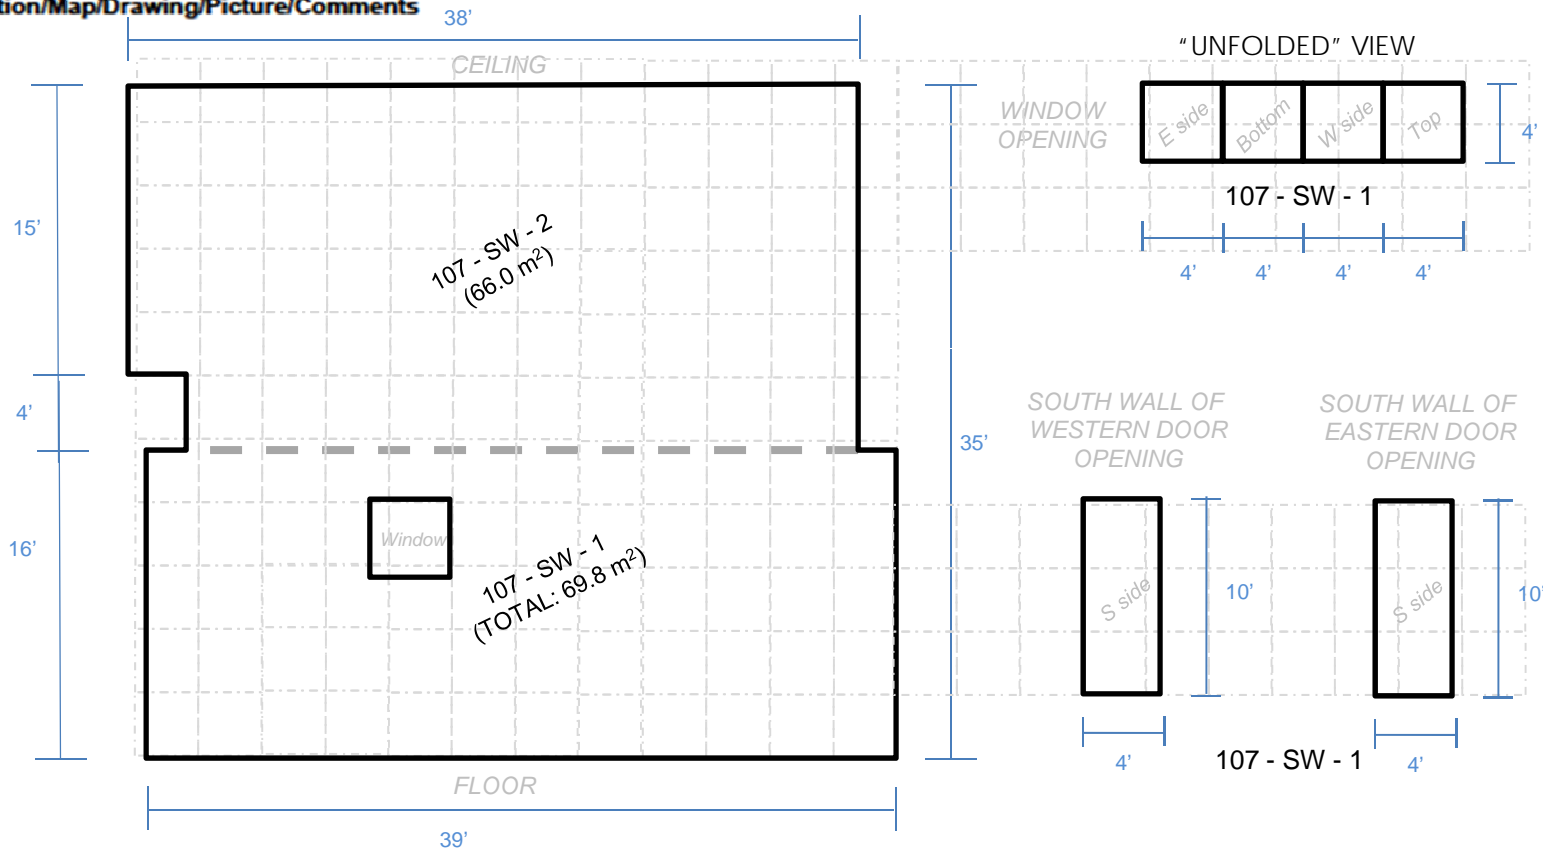 tion/Map/Drawing/Picture/Comments
38’
CEILING
“UNFOLDED” VIEW
WINDOW
OPENING
E side
Bottom
W side
Top
4’
107 - SW - 1
4’
4’
4’
4’
15’
107 - SW - 2
(66.0 m²)
4’
35’
SOUTH WALL OF
WESTERN DOOR
OPENING
SOUTH WALL OF
EASTERN DOOR
OPENING
16’
Window
107 - SW - 1
(TOTAL: 69.8 m²)
S side
10’
S side
10’
4’
107 - SW - 1
4’
FLOOR
39’